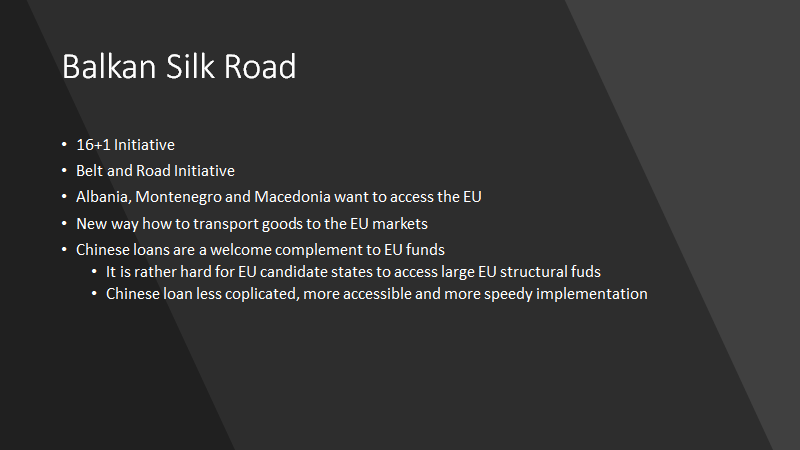 Balkan Silk Road
• 16+1 Initiative
• Belt and Road Initiative
• Albania, Montenegro and Macedonia want to access the EU
• New way how to transport goods to the EU markets
• Chinese loans are a welcome complement to EU funds
• It is rather hard for EU candidate states to access large EU structural fuds
• Chinese loan less coplicated, more accessible and more speedy implementation